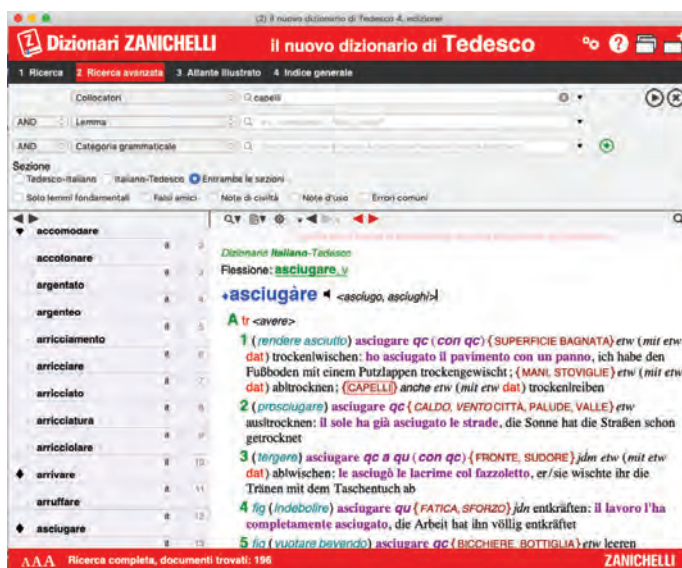 (2) il nuovo dizionario di Tedesco 4. edizione
Dizionari ZANICHELLI il nuovo dizionario di Tedesco
1 Ricerca 2 Ricerca avanzata 3 Atlante illustrato 4 Indice generale
Collocatori capelli
AND Lemma
AND Categoria grammaticale
Sezione
Tedesco-Italiano Italiano-Tedesco Entrambe le sezioni
Solo lemmi fondamentali Falsi amici Note di civiltà Note d'uso Errori comuni
accomodare
accotonare
argentato
argenteo
arricciamento
arricciare
arricciato
arricciatura
arricciolare
arrivare
arruffare
asciugare
Dizionario Italiano-Tedesco
Flessione: asciugare, v
asciugàre <asciugo, asciughi>
A tr <avere>
1 (rendere asciutto) asciugare qc (con qc) {SUPERFICIE BAGNATA} etw (mit etw
dat) trocken|wischen: ho asciugato il pavimento con un panno, ich habe den
Fußboden mit einem Putzlappen trockengewischt; {MANI, STOVIGLIE} etw (mit etw
dat) ab|trocknen; {CAPELLI} anche etw (mit etw dat) trocken|reiben
2 (prosciugare) asciugare qc {CALDO, VENTO CITTÀ, PALUDE, VALLE} etw
aus|trocknen: il sole ha già asciugato le strade, die Sonne hat die Straßen schon
getrocknet
3 (tergere) asciugare qc a qu (con qc) {FRONTE, SUDORE} jdm etw (mit etw
dat) ab|wischen: le asciugò le lacrime col fazzoletto, er/sie wischte ihr die
Tränen mit dem Taschentuch ab
4 fig (indebolire) asciugare qu {FATICA, SFORZO} jdn entkräften: il lavoro l'ha
completamente asciugato, die Arbeit hat ihn völlig entkräftet
5 fig (vuotare bevendo) asciugare qc {BICCHIERE, BOTTIGLIA} etw leeren
AAA Ricerca completa, documenti trovati: 196 ZANICHELLI